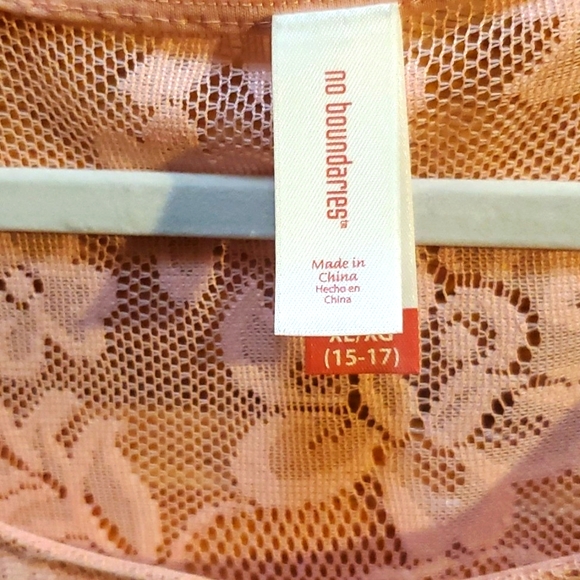 no boundaries™
Made in
China
Hecho en
China
XL/XG
(15-17)